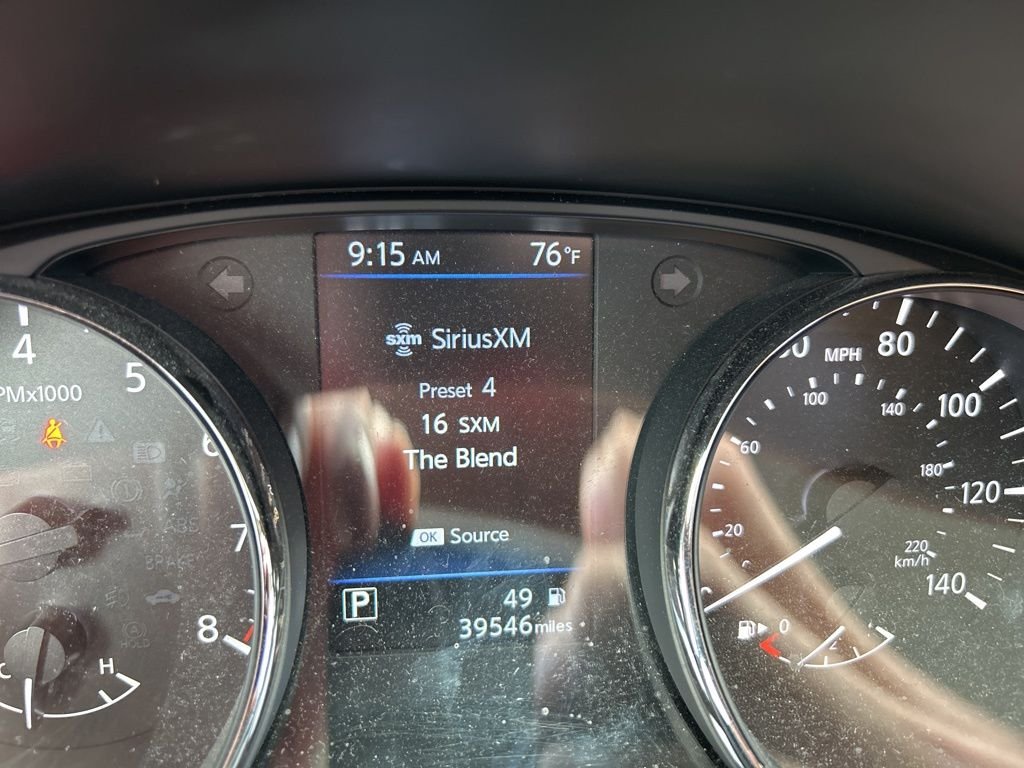 9:15 AM 76°F
sxm SiriusXM
Preset 4
16 SXM
The Blend
OK Source
P 49
39546 miles
4
5
6
7
8
PMx1000
C H
MPH 80
100
120
140
20
60
100
140
180
220
km/h
0